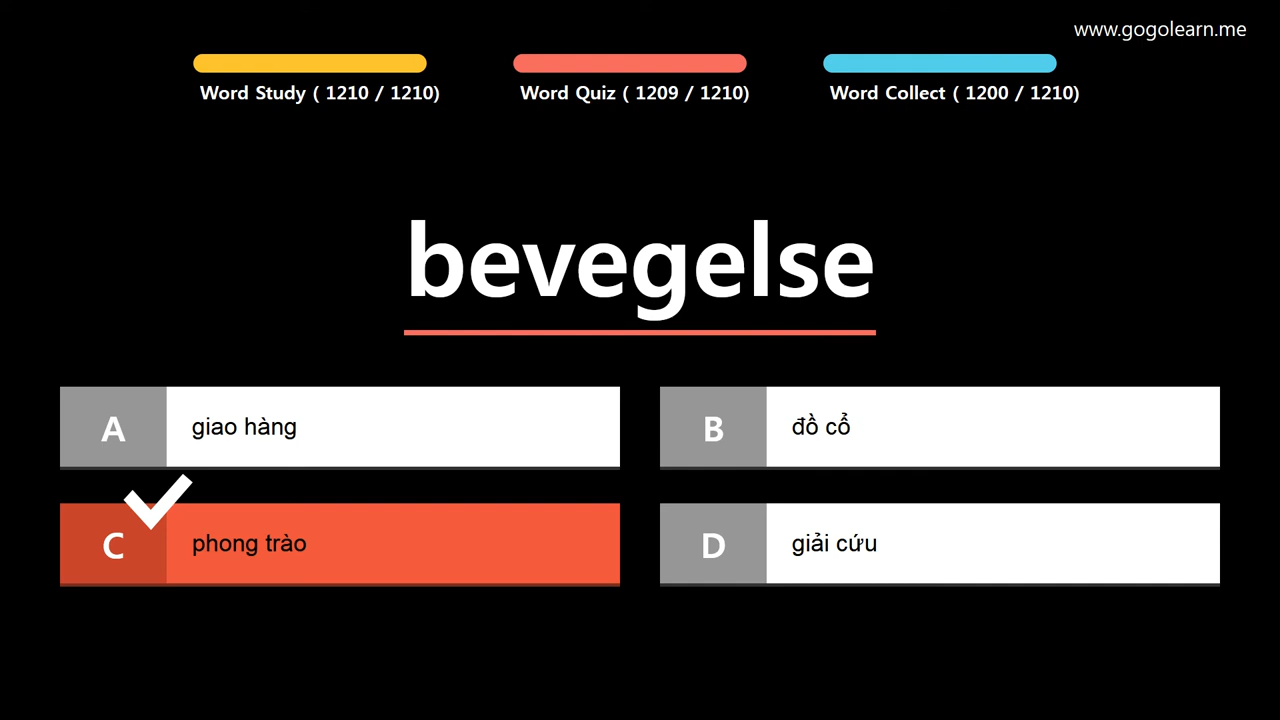 www.gogolearn.me
Word Study ( 1210 / 1210)
Word Quiz ( 1209 / 1210)
Word Collect ( 1200 / 1210)
bevegelse
A
giao hàng
B
đồ cổ
C
phong trào
D
giải cứu